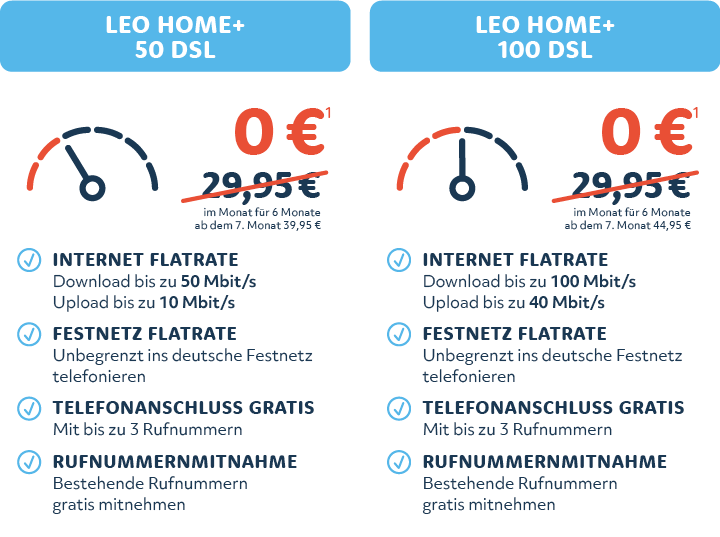 LEO HOME+
50 DSL
0 €1
29,95 €
im Monat für 6 Monate
ab dem 7. Monat 39,95 €
INTERNET FLATRATE
Download bis zu 50 Mbit/s
Upload bis zu 10 Mbit/s
FESTNETZ FLATRATE
Unbegrenzt ins deutsche Festnetz
telefonieren
TELEFONANSCHLUSS GRATIS
Mit bis zu 3 Rufnummern
RUFNUMMERNMITNAHME
Bestehende Rufnummern
gratis mitnehmen
LEO HOME+
100 DSL
0 €1
29,95 €
im Monat für 6 Monate
ab dem 7. Monat 44,95 €
INTERNET FLATRATE
Download bis zu 100 Mbit/s
Upload bis zu 40 Mbit/s
FESTNETZ FLATRATE
Unbegrenzt ins deutsche Festnetz
telefonieren
TELEFONANSCHLUSS GRATIS
Mit bis zu 3 Rufnummern
RUFNUMMERNMITNAHME
Bestehende Rufnummern
gratis mitnehmen